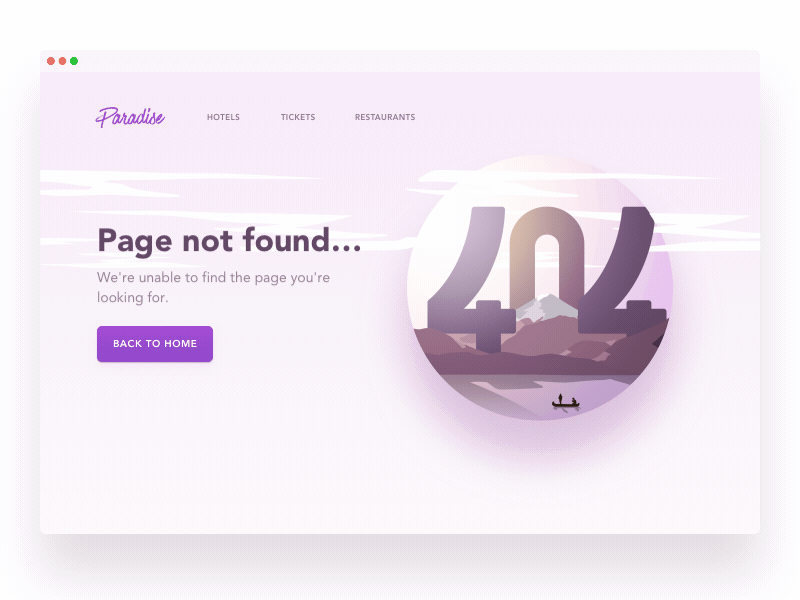 Paradise HOTELS TICKETS RESTAURANTS
404
Page not found...
We're unable to find the page you're
looking for.
BACK TO HOME